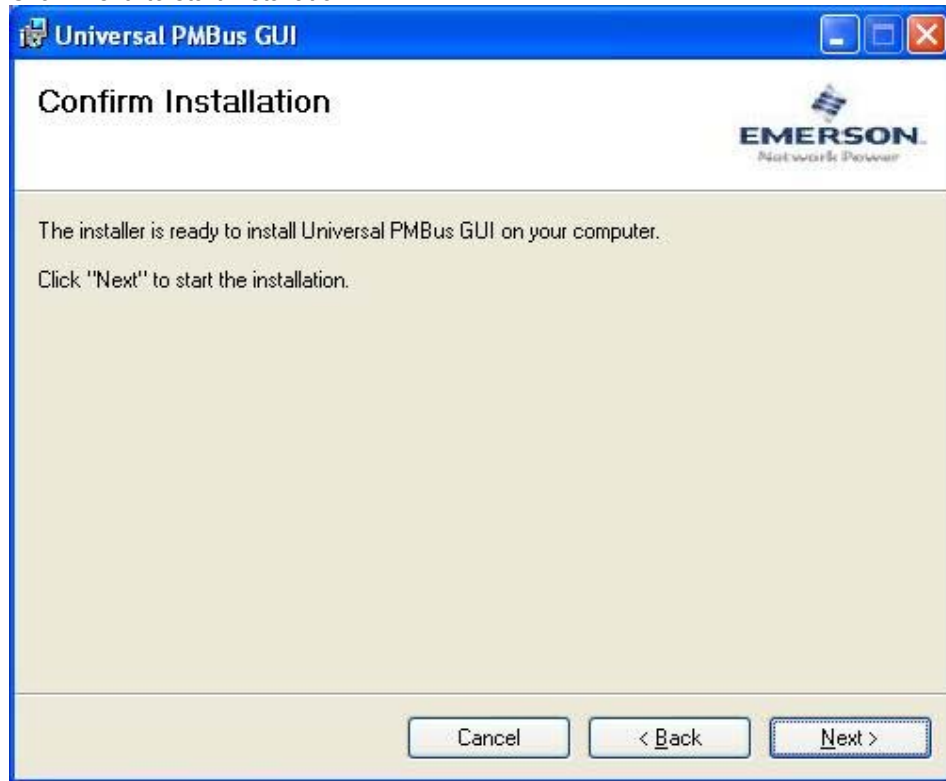 Universal PMBus GUI
Confirm Installation
EMERSON.
Network Power
The installer is ready to install Universal PMBus GUI on your computer.
Click "Next" to start the installation.
Cancel
< Back
Next >